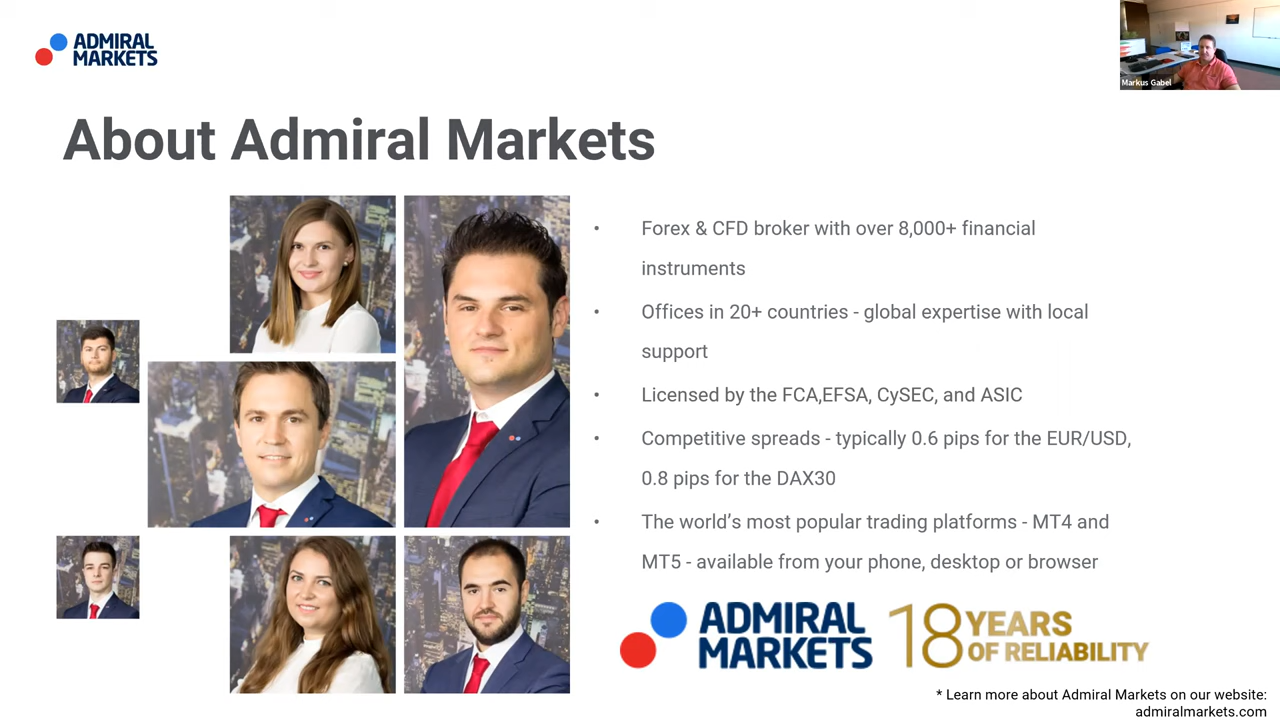 ADMIRAL
MARKETS
Markus Gabel
About Admiral Markets
• Forex & CFD broker with over 8,000+ financial
instruments
• Offices in 20+ countries - global expertise with local
support
• Licensed by the FCA,EFSA, CySEC, and ASIC
• Competitive spreads - typically 0.6 pips for the EUR/USD,
0.8 pips for the DAX30
• The world’s most popular trading platforms - MT4 and
MT5 - available from your phone, desktop or browser
ADMIRAL
MARKETS
18 YEARS
OF RELIABILITY
* Learn more about Admiral Markets on our website:
admiralmarkets.com